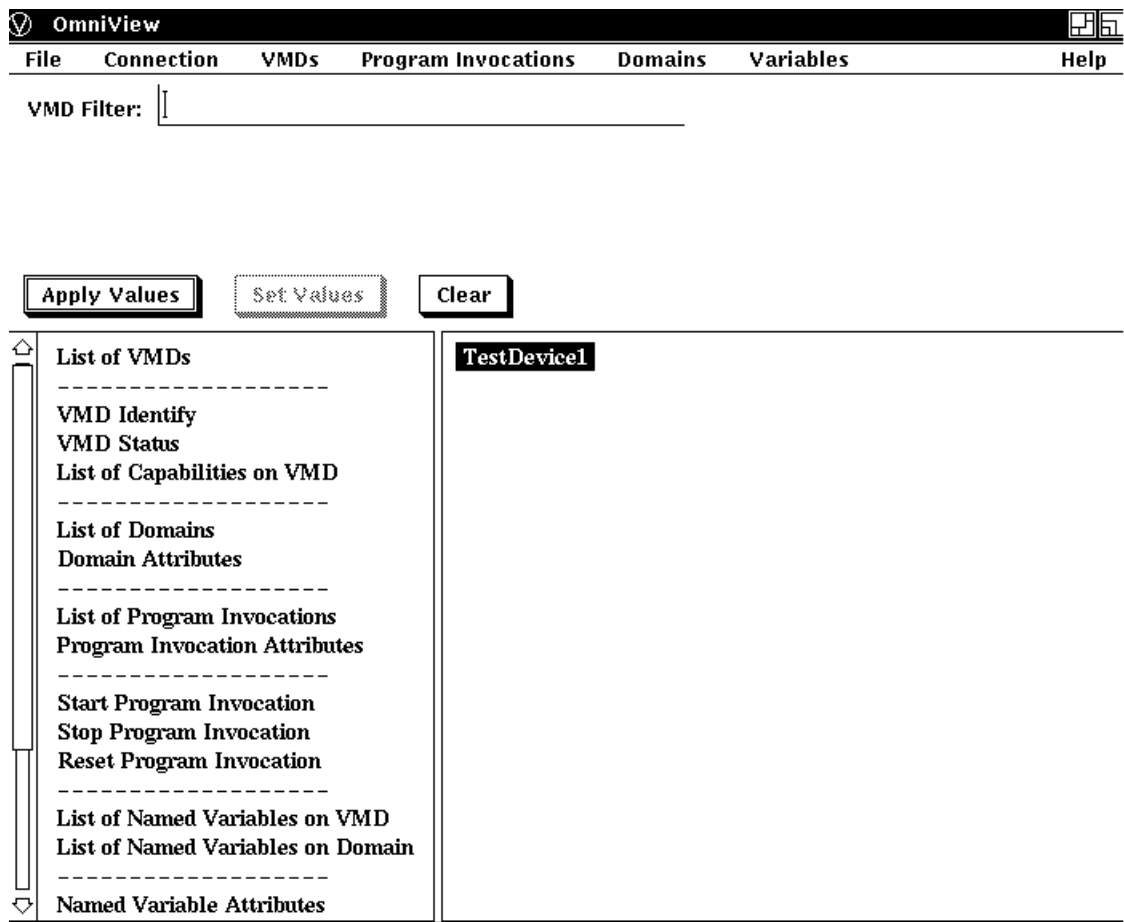 OmniView
File Connection VMDs Program Invocations Domains Variables Help
VMD Filter:
Apply Values Set Values Clear
List of VMDs
-------------------
VMD Identify
VMD Status
List of Capabilities on VMD
-------------------
List of Domains
Domain Attributes
-------------------
List of Program Invocations
Program Invocation Attributes
-------------------
Start Program Invocation
Stop Program Invocation
Reset Program Invocation
-------------------
List of Named Variables on VMD
List of Named Variables on Domain
-------------------
Named Variable Attributes
TestDevice1